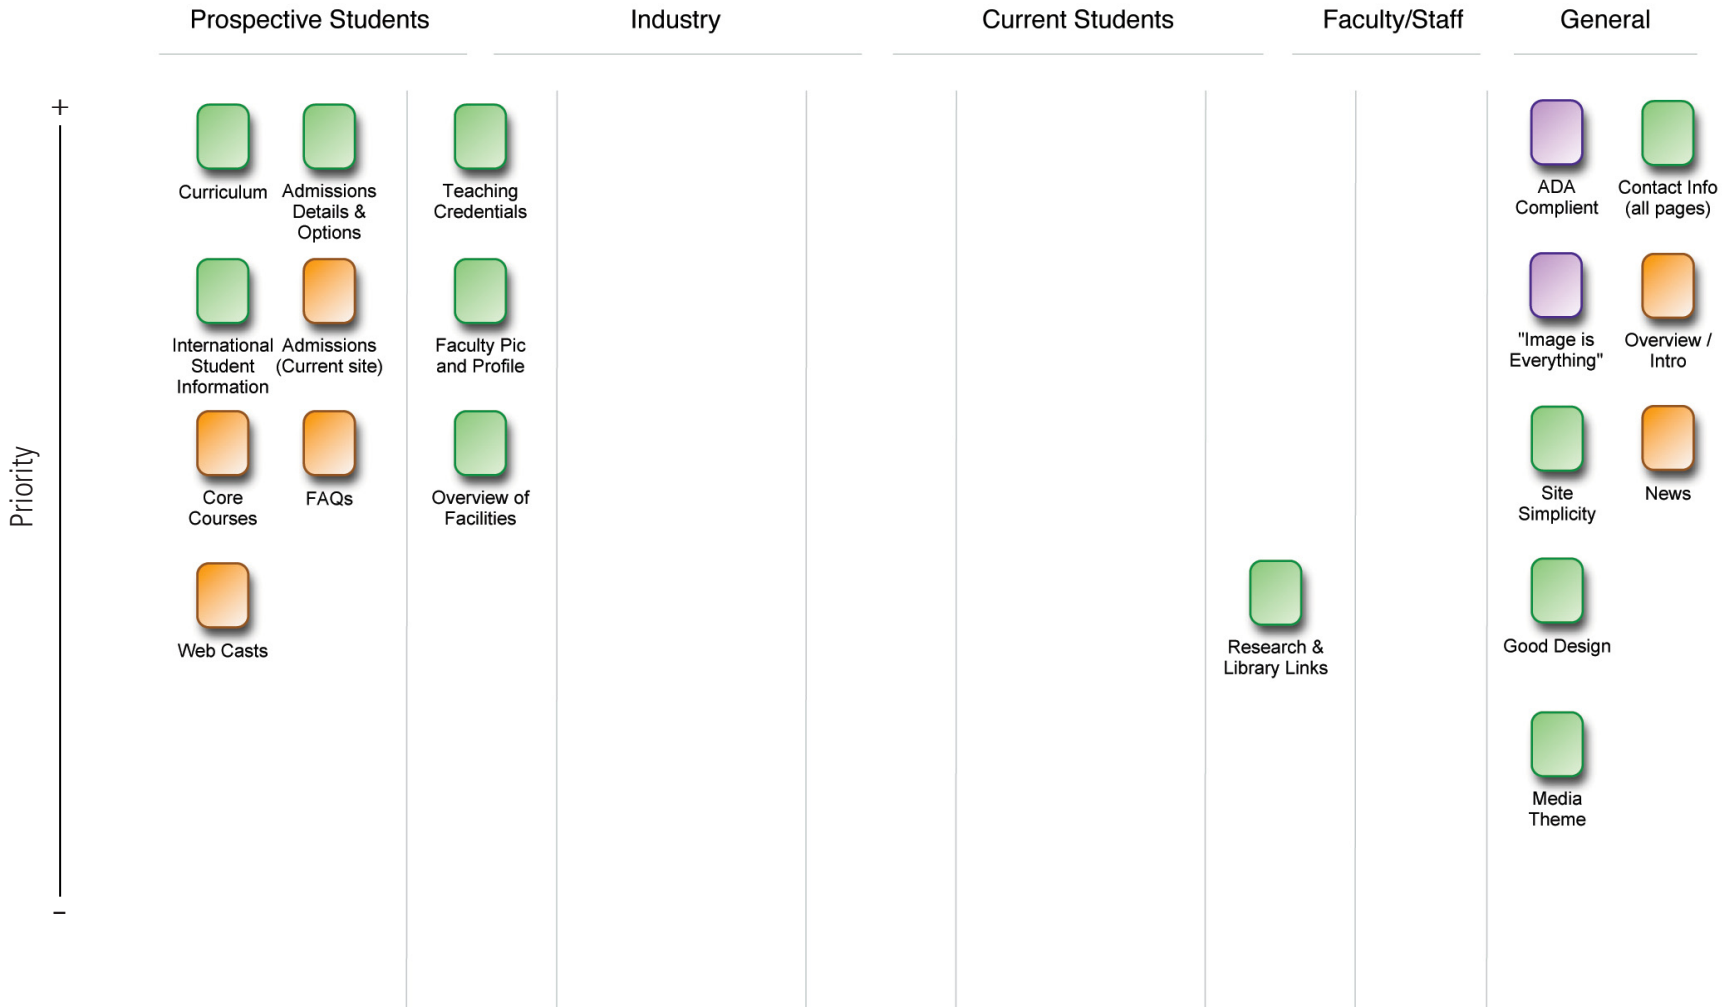 Prospective Students
Industry
Current Students
Faculty/Staff
General
+
Priority
–
Curriculum
Admissions
Details &
Options
Teaching
Credentials
ADA
Complient
Contact Info
(all pages)
International
Student
Information
Admissions
(Current site)
Faculty Pic
and Profile
"Image is
Everything"
Overview /
Intro
Core
Courses
FAQs
Overview of
Facilities
Site
Simplicity
News
Web Casts
Research &
Library Links
Good Design
Media
Theme